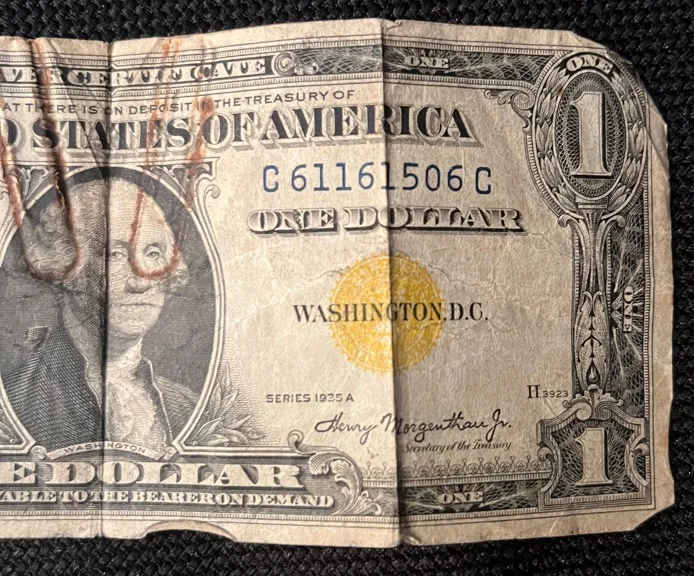 VER CERTIFICATE
ONE
ONE
AT THERE IS ON DEPOSIT IN THE TREASURY OF
1
D STATES OF AMERICA
C 61161506 C
ONE DOLLAR
WASHINGTON, D.C.
ONE
SERIES 1935 A
H 3923
Henry Morgenthau Jr.
Secretary of the Treasury
WASHINGTON
1
E DOLLAR
ONE
ABLE TO THE BEARER ON DEMAND